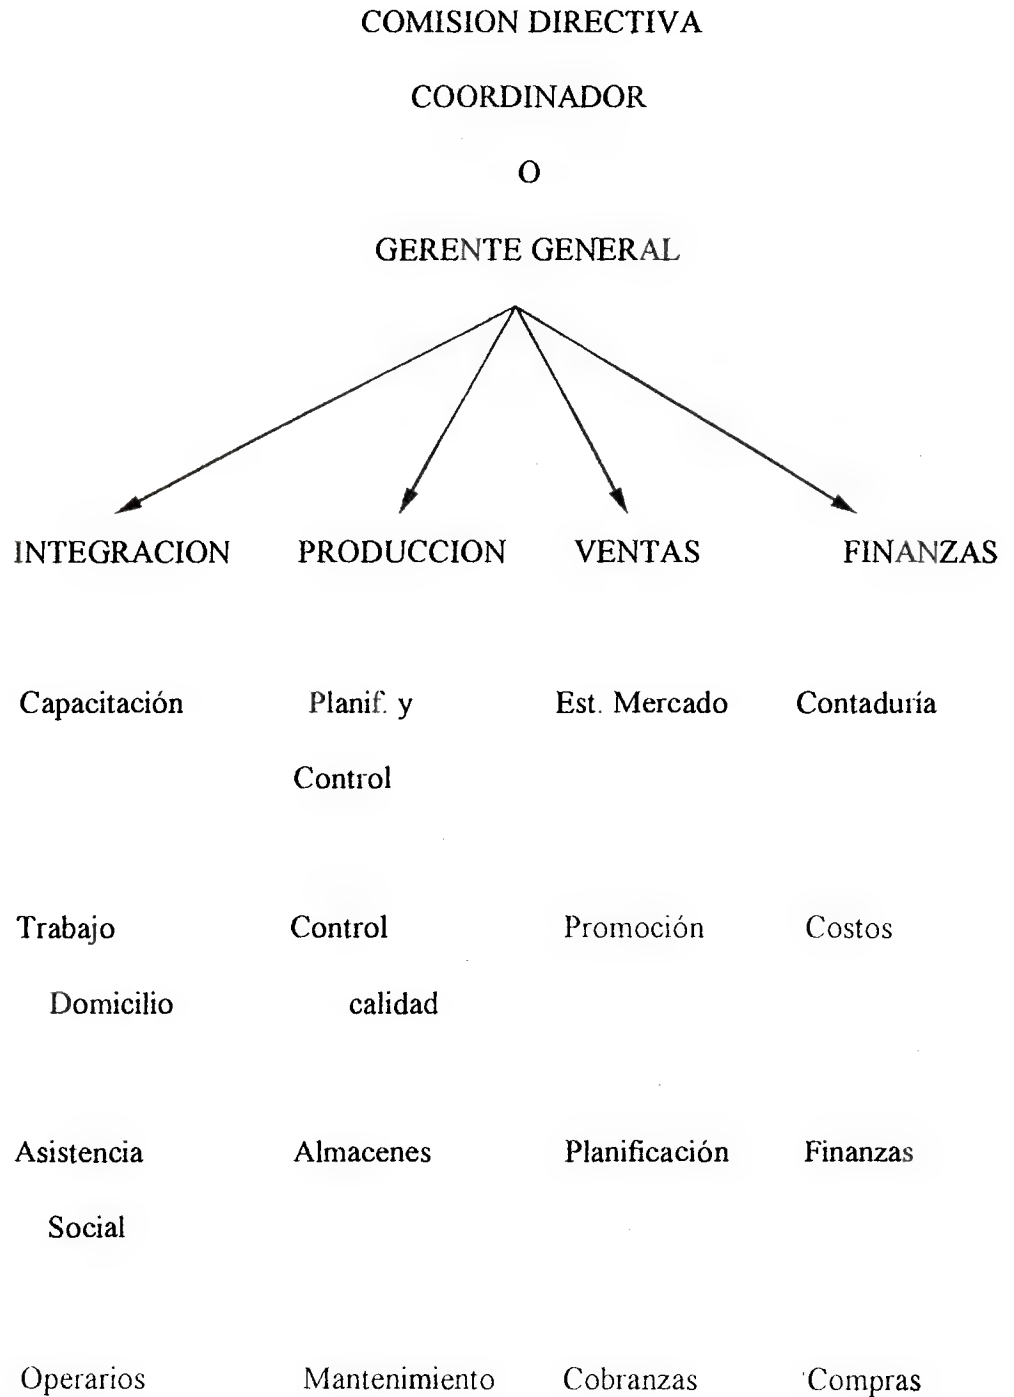 COMISION DIRECTIVA
COORDINADOR
O
GERENTE GENERAL
INTEGRACION PRODUCCION VENTAS FINANZAS
Capacitación Planif. y Est. Mercado Contaduría
Control
Trabajo Control Promoción Costos
Domicilio calidad
Asistencia Almacenes Planificación Finanzas
Social
Operarios Mantenimiento Cobranzas Compras